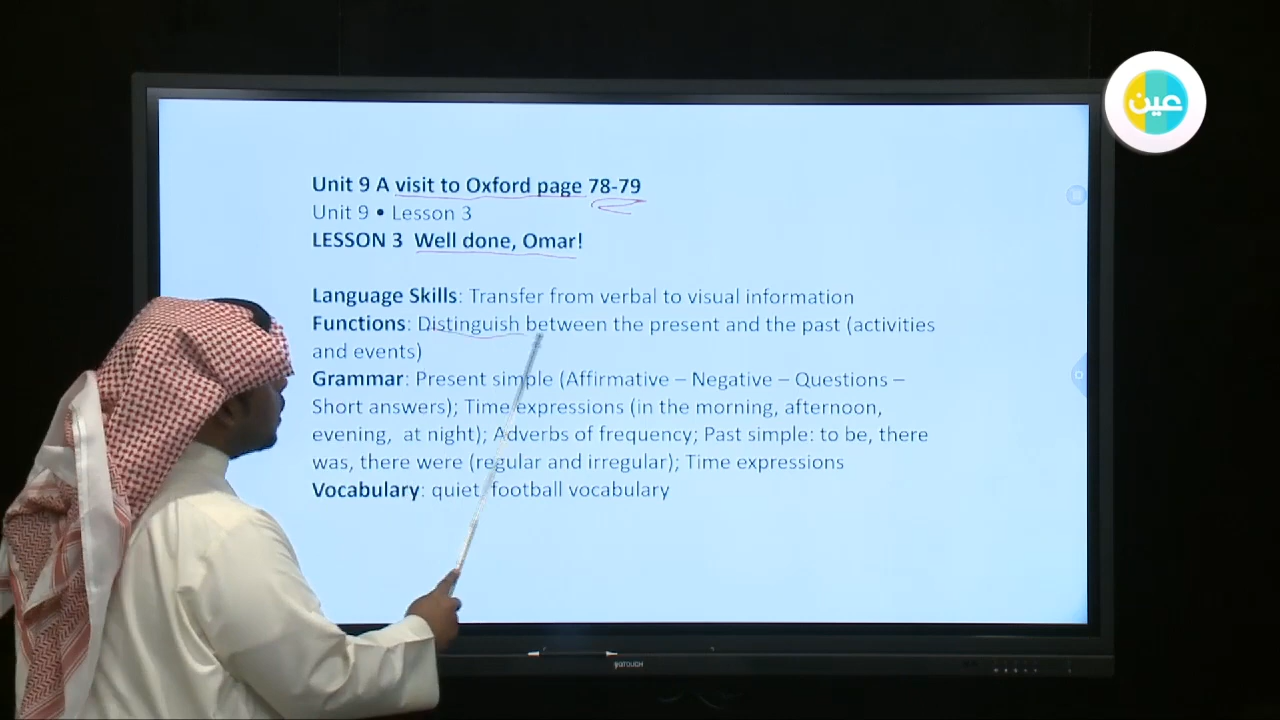 عين
Unit 9 A visit to Oxford page 78-79
Unit 9 • Lesson 3
LESSON 3 Well done, Omar!
Language Skills: Transfer from verbal to visual information
Functions: Distinguish between the present and the past (activities
and events)
Grammar: Present simple (Affirmative – Negative – Questions –
Short answers); Time expressions (in the morning, afternoon,
evening, at night); Adverbs of frequency; Past simple: to be, there
was, there were (regular and irregular); Time expressions
Vocabulary: quiet, football vocabulary